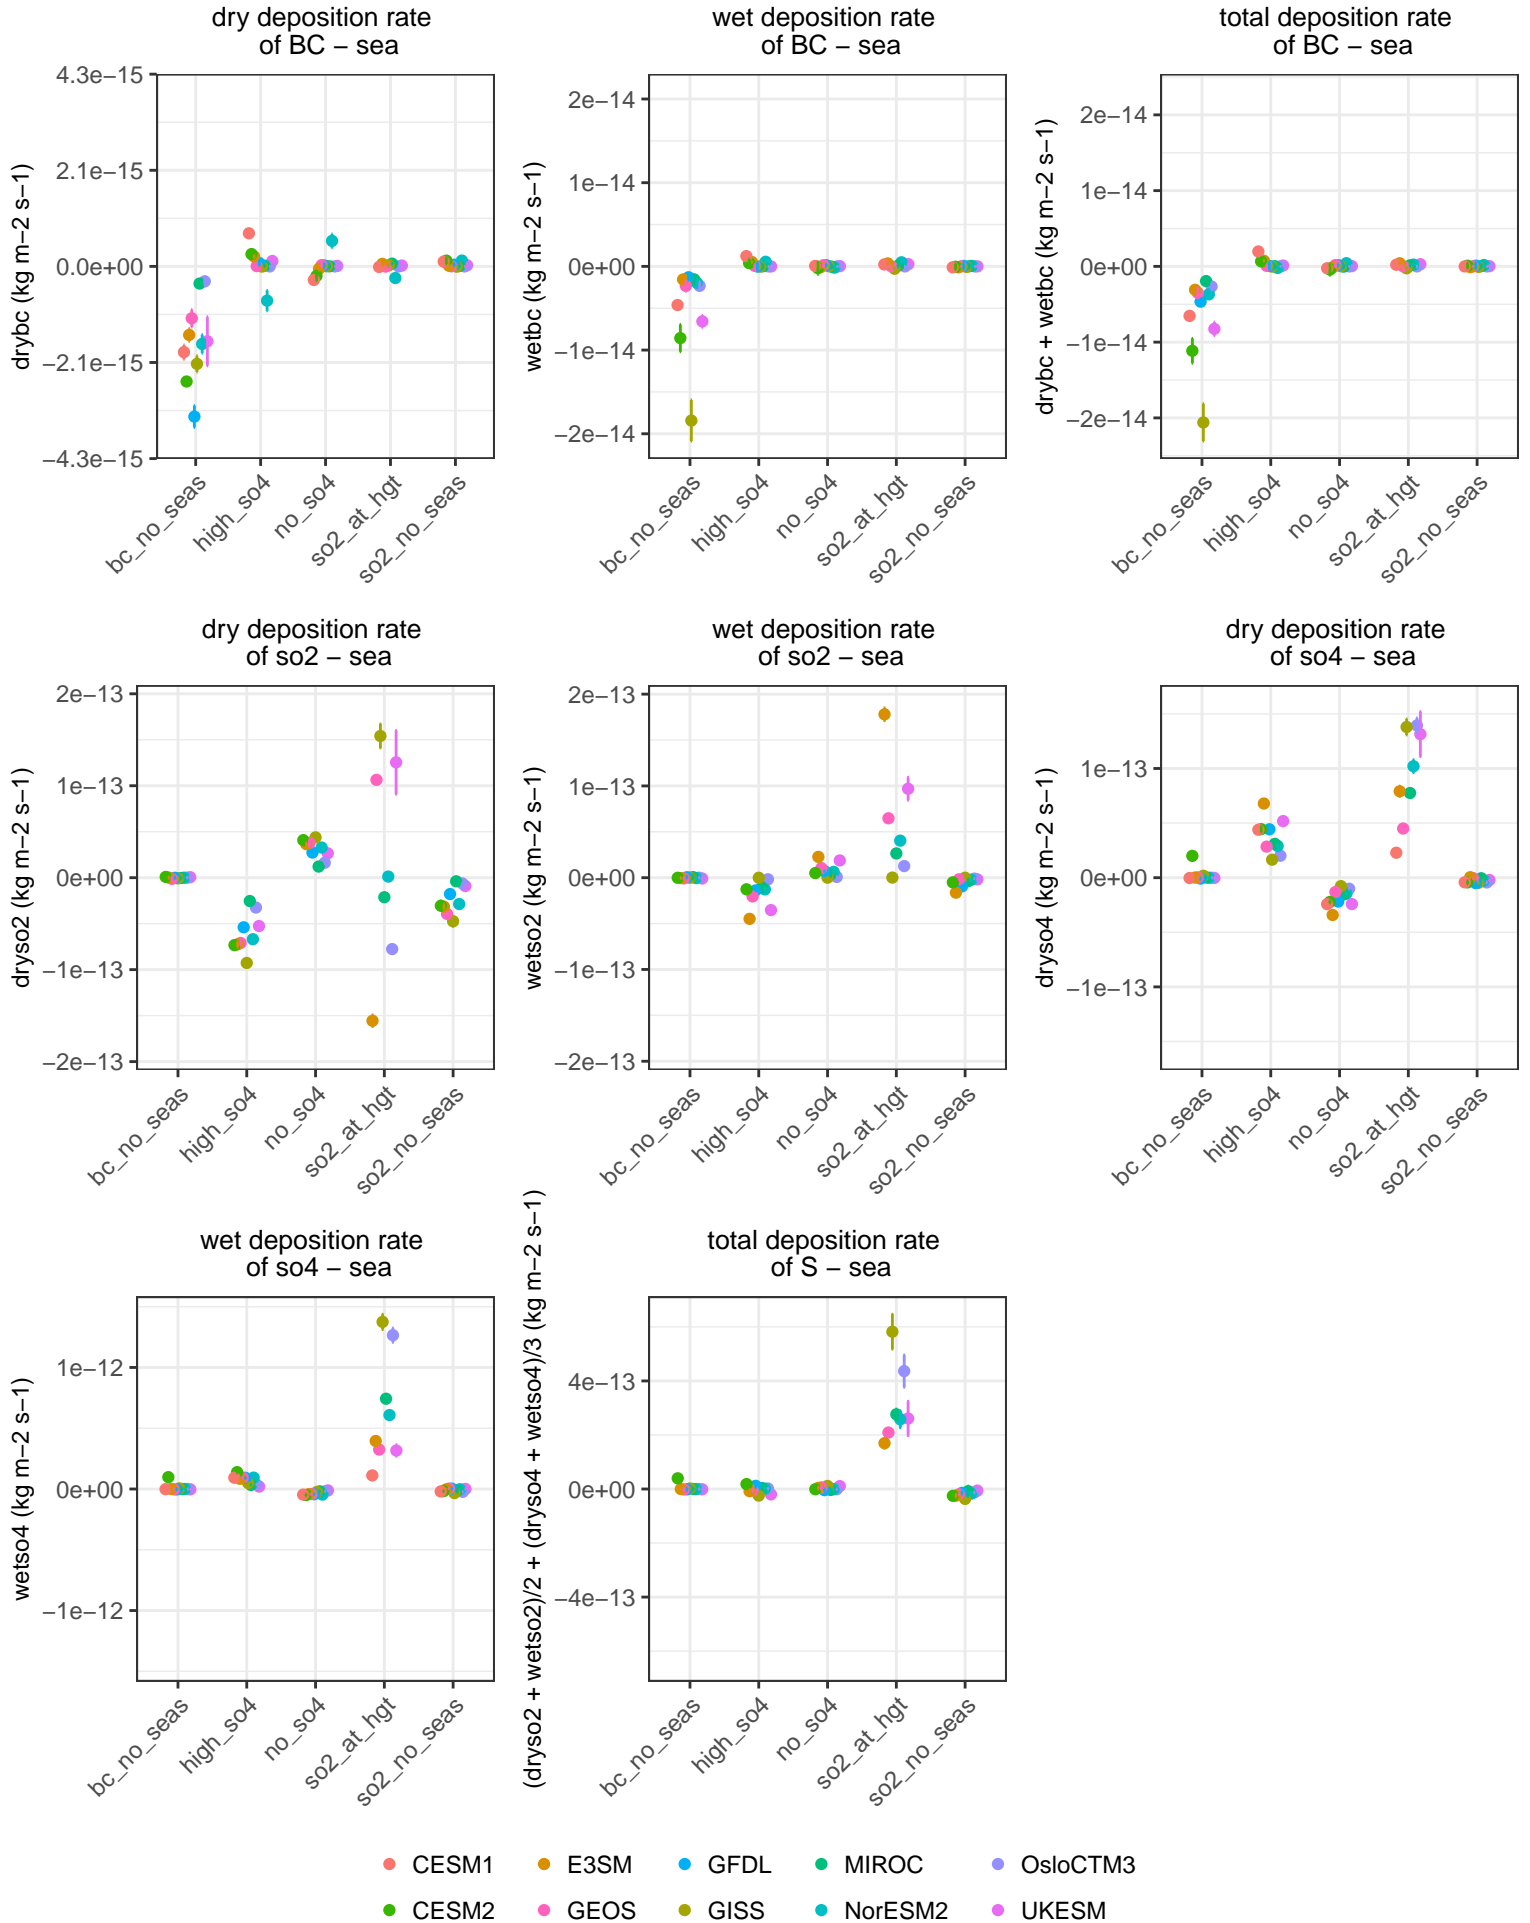 dry deposition rate
of BC – sea
drybc (kg m−2 s−1)
4.3e−15
2.1e−15
0.0e+00
−2.1e−15
−4.3e−15
bc_no_seas
high_so4
no_so4
so2_at_hgt
so2_no_seas
wet deposition rate
of BC – sea
wetbc (kg m−2 s−1)
2e−14
1e−14
0e+00
−1e−14
−2e−14
bc_no_seas
high_so4
no_so4
so2_at_hgt
so2_no_seas
total deposition rate
of BC – sea
drybc + wetbc (kg m−2 s−1)
2e−14
1e−14
0e+00
−1e−14
−2e−14
bc_no_seas
high_so4
no_so4
so2_at_hgt
so2_no_seas
dry deposition rate
of so2 – sea
dryso2 (kg m−2 s−1)
2e−13
1e−13
0e+00
−1e−13
−2e−13
bc_no_seas
high_so4
no_so4
so2_at_hgt
so2_no_seas
wet deposition rate
of so2 – sea
wetso2 (kg m−2 s−1)
2e−13
1e−13
0e+00
−1e−13
−2e−13
bc_no_seas
high_so4
no_so4
so2_at_hgt
so2_no_seas
dry deposition rate
of so4 – sea
dryso4 (kg m−2 s−1)
1e−13
0e+00
−1e−13
bc_no_seas
high_so4
no_so4
so2_at_hgt
so2_no_seas
wet deposition rate
of so4 – sea
wetso4 (kg m−2 s−1)
1e−12
0e+00
−1e−12
bc_no_seas
high_so4
no_so4
so2_at_hgt
so2_no_seas
total deposition rate
of S – sea
(dryso2 + wetso2)/2 + (dryso4 + wetso4)/3 (kg m−2 s−1)
4e−13
0e+00
−4e−13
bc_no_seas
high_so4
no_so4
so2_at_hgt
so2_no_seas
CESM1 E3SM GFDL MIROC OsloCTM3
CESM2 GEOS GISS NorESM2 UKESM